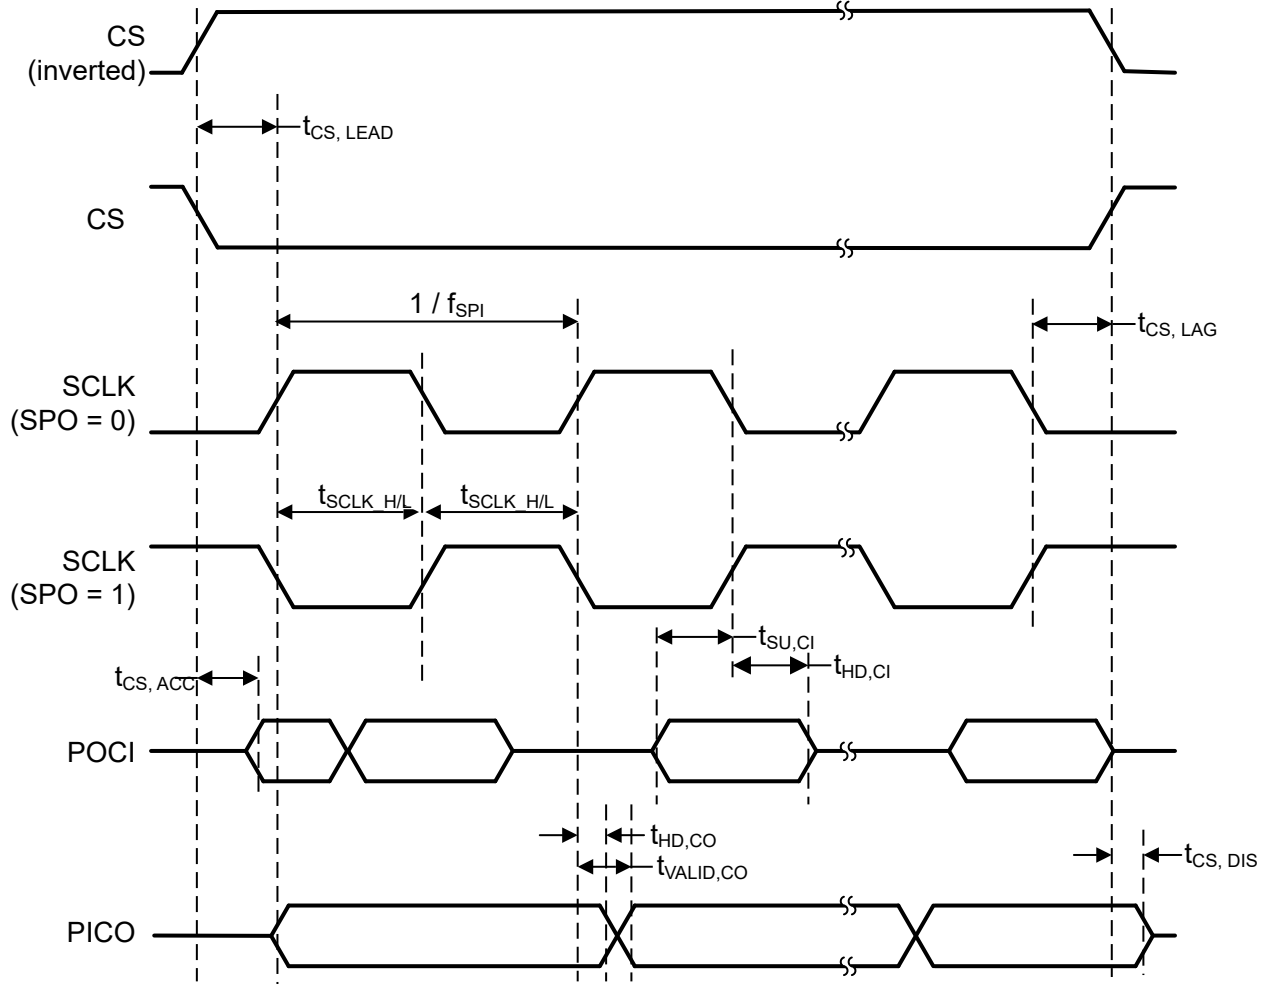 CS
(inverted)
tCS, LEAD
CS
1 / fSPI
tCS, LAG
SCLK
(SPO = 0)
tSCLK_H/L
tSCLK_H/L
SCLK
(SPO = 1)
tSU,CI
tHD,CI
tCS, ACC
POCI
tHD,CO
tVALID,CO
tCS, DIS
PICO